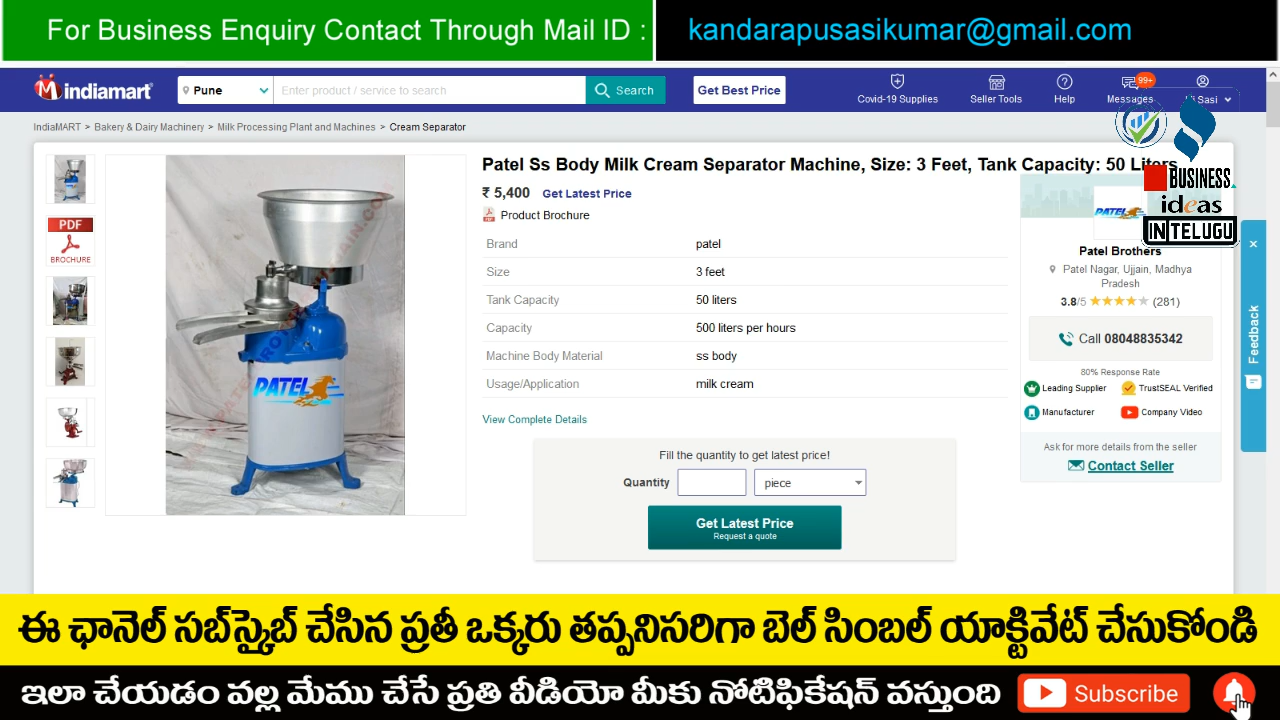 For Business Enquiry Contact Through Mail ID :
kandarapusasikumar@gmail.com
indiamart
Pune
Enter product / service to search
Search
Get Best Price
Covid-19 Supplies
Seller Tools
Help
99+
Messages
Sasi
IndiaMART > Bakery & Dairy Machinery > Milk Processing Plant and Machines > Cream Separator
Patel Ss Body Milk Cream Separator Machine, Size: 3 Feet, Tank Capacity: 50 Liters
₹ 5,400 Get Latest Price
Product Brochure
PDF
BROCHURE
Brand patel
Size 3 feet
Tank Capacity 50 liters
Capacity 500 liters per hours
Machine Body Material ss body
Usage/Application milk cream
View Complete Details
PATEL
Fill the quantity to get latest price!
Quantity piece
Get Latest Price
Request a quote
BUSINESS
ideas
IN TELUGU
PATEL
Patel Brothers
Patel Nagar, Ujjain, Madhya
Pradesh
3.8/5 (281)
Call 08048835342
80% Response Rate
Leading Supplier TrustSEAL Verified
Manufacturer Company Video
Ask for more details from the seller
Contact Seller
×
Feedback
ఈ ఛానెల్ సబ్‌స్క్రైబ్ చేసిన ప్రతీ ఒక్కరు తప్పనిసరిగా బెల్ సింబల్ యాక్టివేట్ చేసుకోండి
ఇలా చేయడం వల్ల మేము చేసే ప్రతి వీడియో మీకు నోటిఫికేషన్ వస్తుంది
Subscribe